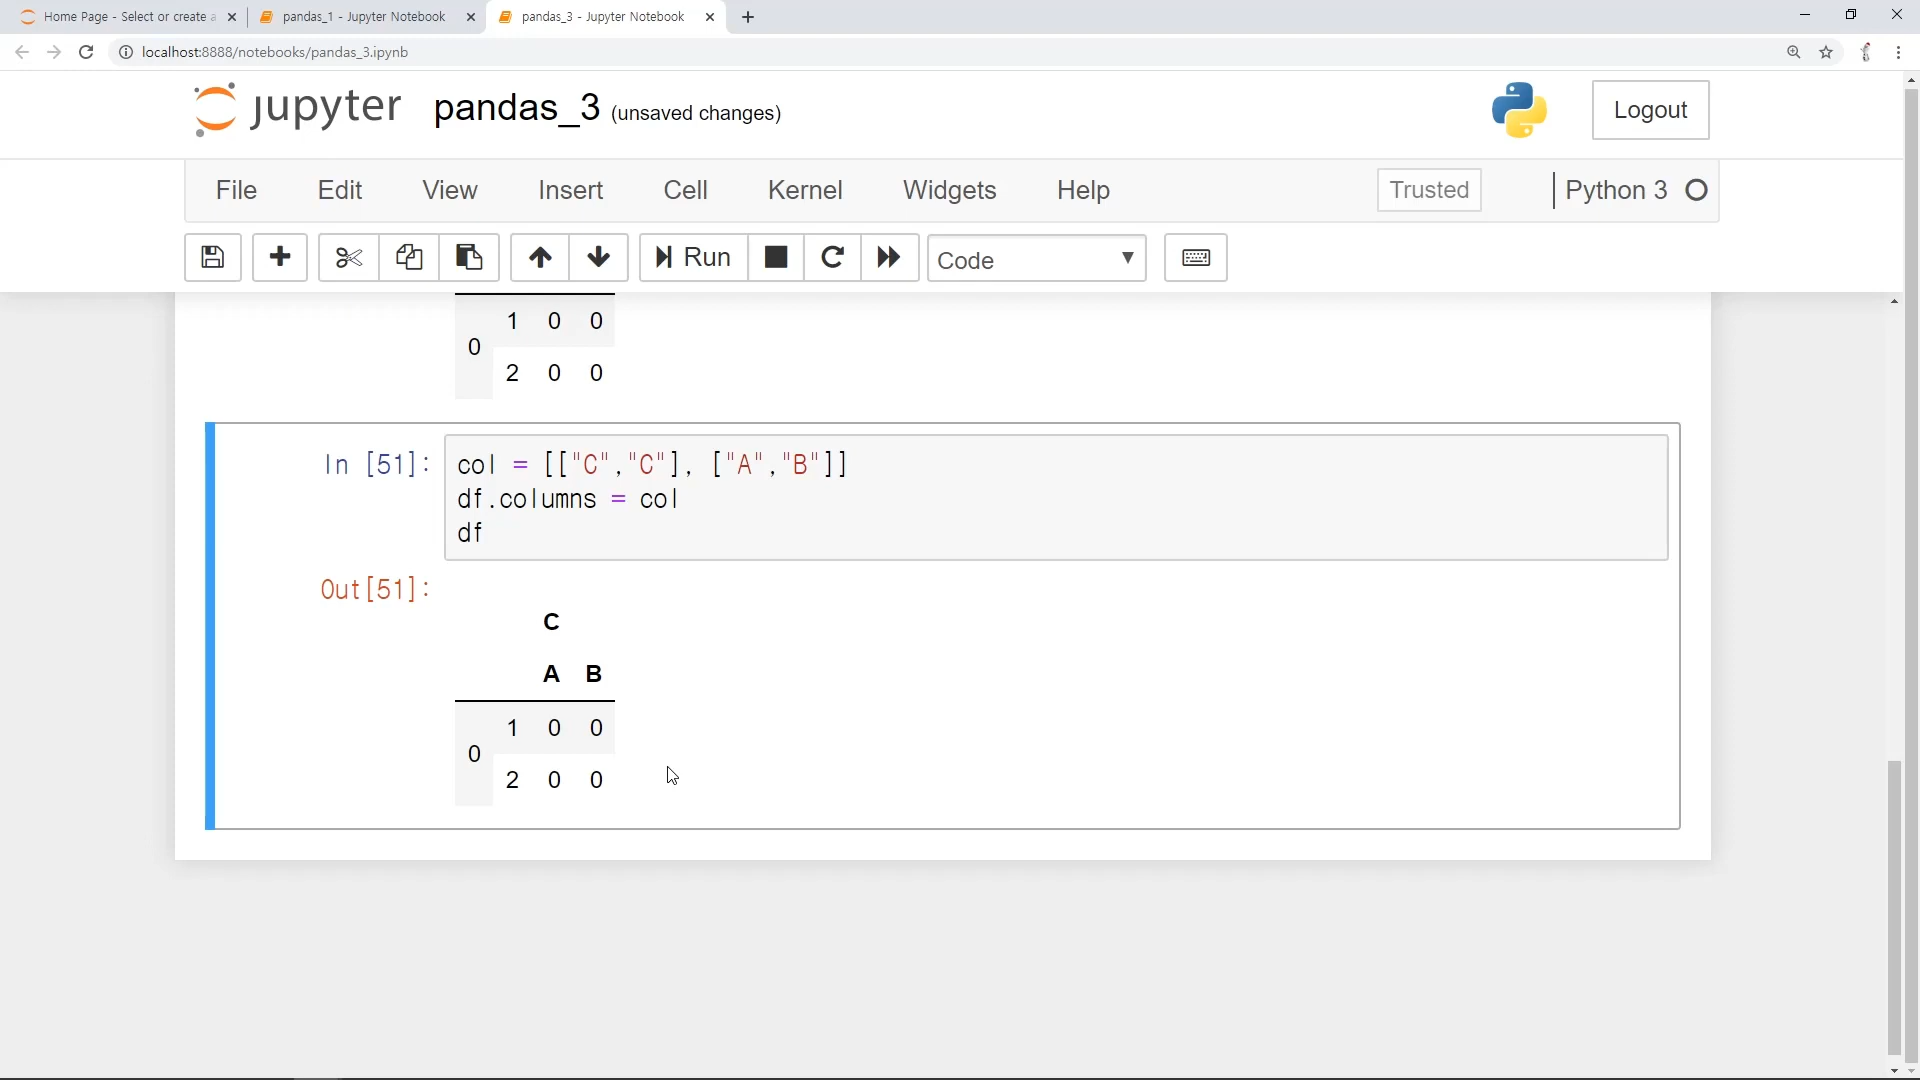 Home Page - Select or create a
pandas_1 - Jupyter Notebook
pandas_3 - Jupyter Notebook
localhost:8888/notebooks/pandas_3.ipynb
jupyter pandas_3 (unsaved changes)
Logout
File Edit View Insert Cell Kernel Widgets Help
Trusted
Python 3
Run
Code
1 0 0
0
2 0 0
In [51]:
col = [["C","C"], ["A","B"]]
df.columns = col
df
Out[51]:
C
A B
1 0 0
0
2 0 0